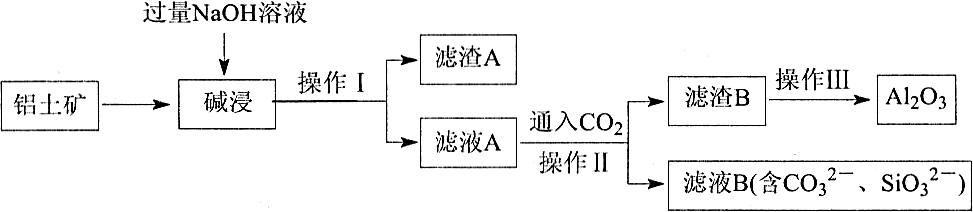 过量NaOH溶液
铝土矿
碱浸
操作Ⅰ
滤渣A
滤液A
通入CO₂
操作Ⅱ
滤渣B
操作Ⅲ
Al₂O₃
滤液B(含CO₃²⁻、SiO₃²⁻)